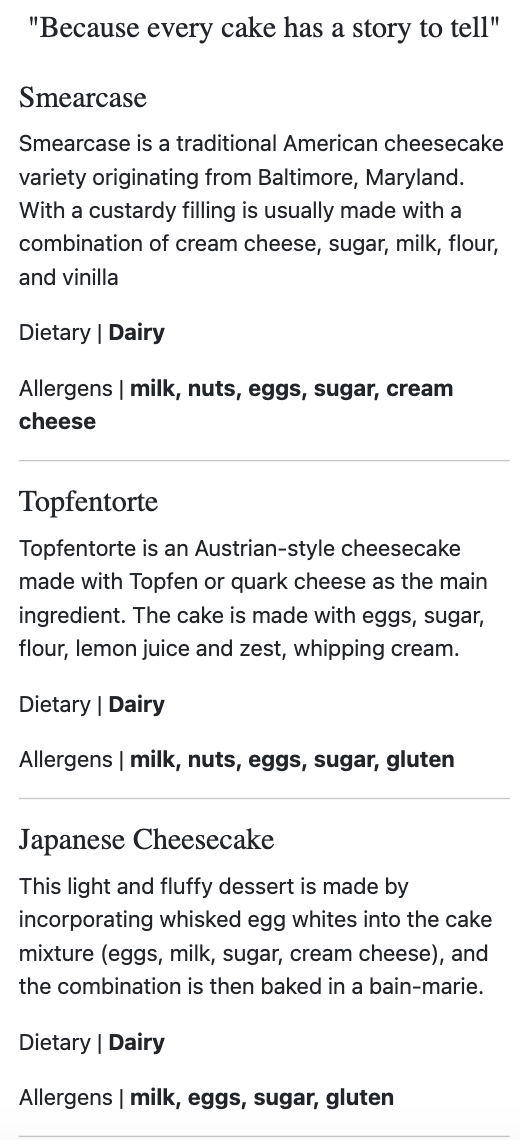 "Because every cake has a story to tell"
Smearcase
Smearcase is a traditional American cheesecake
variety originating from Baltimore, Maryland.
With a custardy filling is usually made with a
combination of cream cheese, sugar, milk, flour,
and vinilla
Dietary | Dairy
Allergens | milk, nuts, eggs, sugar, cream
cheese
Topfentorte
Topfentorte is an Austrian-style cheesecake
made with Topfen or quark cheese as the main
ingredient. The cake is made with eggs, sugar,
flour, lemon juice and zest, whipping cream.
Dietary | Dairy
Allergens | milk, nuts, eggs, sugar, gluten
Japanese Cheesecake
This light and fluffy dessert is made by
incorporating whisked egg whites into the cake
mixture (eggs, milk, sugar, cream cheese), and
the combination is then baked in a bain-marie.
Dietary | Dairy
Allergens | milk, eggs, sugar, gluten